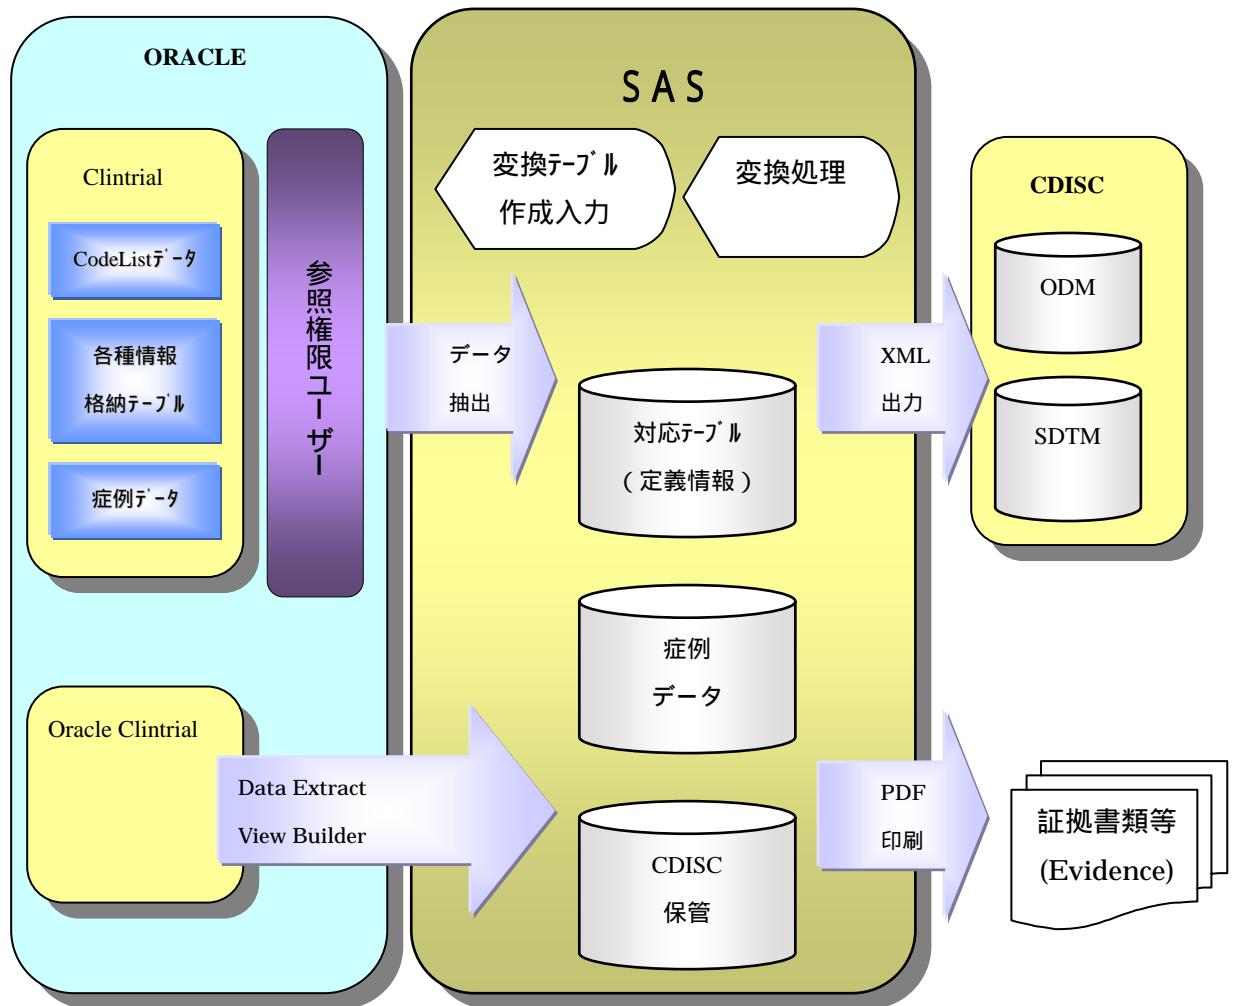 ORACLE
Clintrial
CodeListﾃﾞｰﾀ
各種情報
格納ﾃｰﾌﾞﾙ
症例ﾃﾞｰﾀ
参照権限ユーザー
Oracle Clintrial
データ
抽出
Data Extract
View Builder
ＳＡＳ
変換ﾃｰﾌﾞﾙ
作成入力
変換処理
対応ﾃｰﾌﾞﾙ
（定義情報）
症例
データ
CDISC
保管
XML
出力
PDF
印刷
CDISC
ODM
SDTM
証拠書類等
(Evidence)